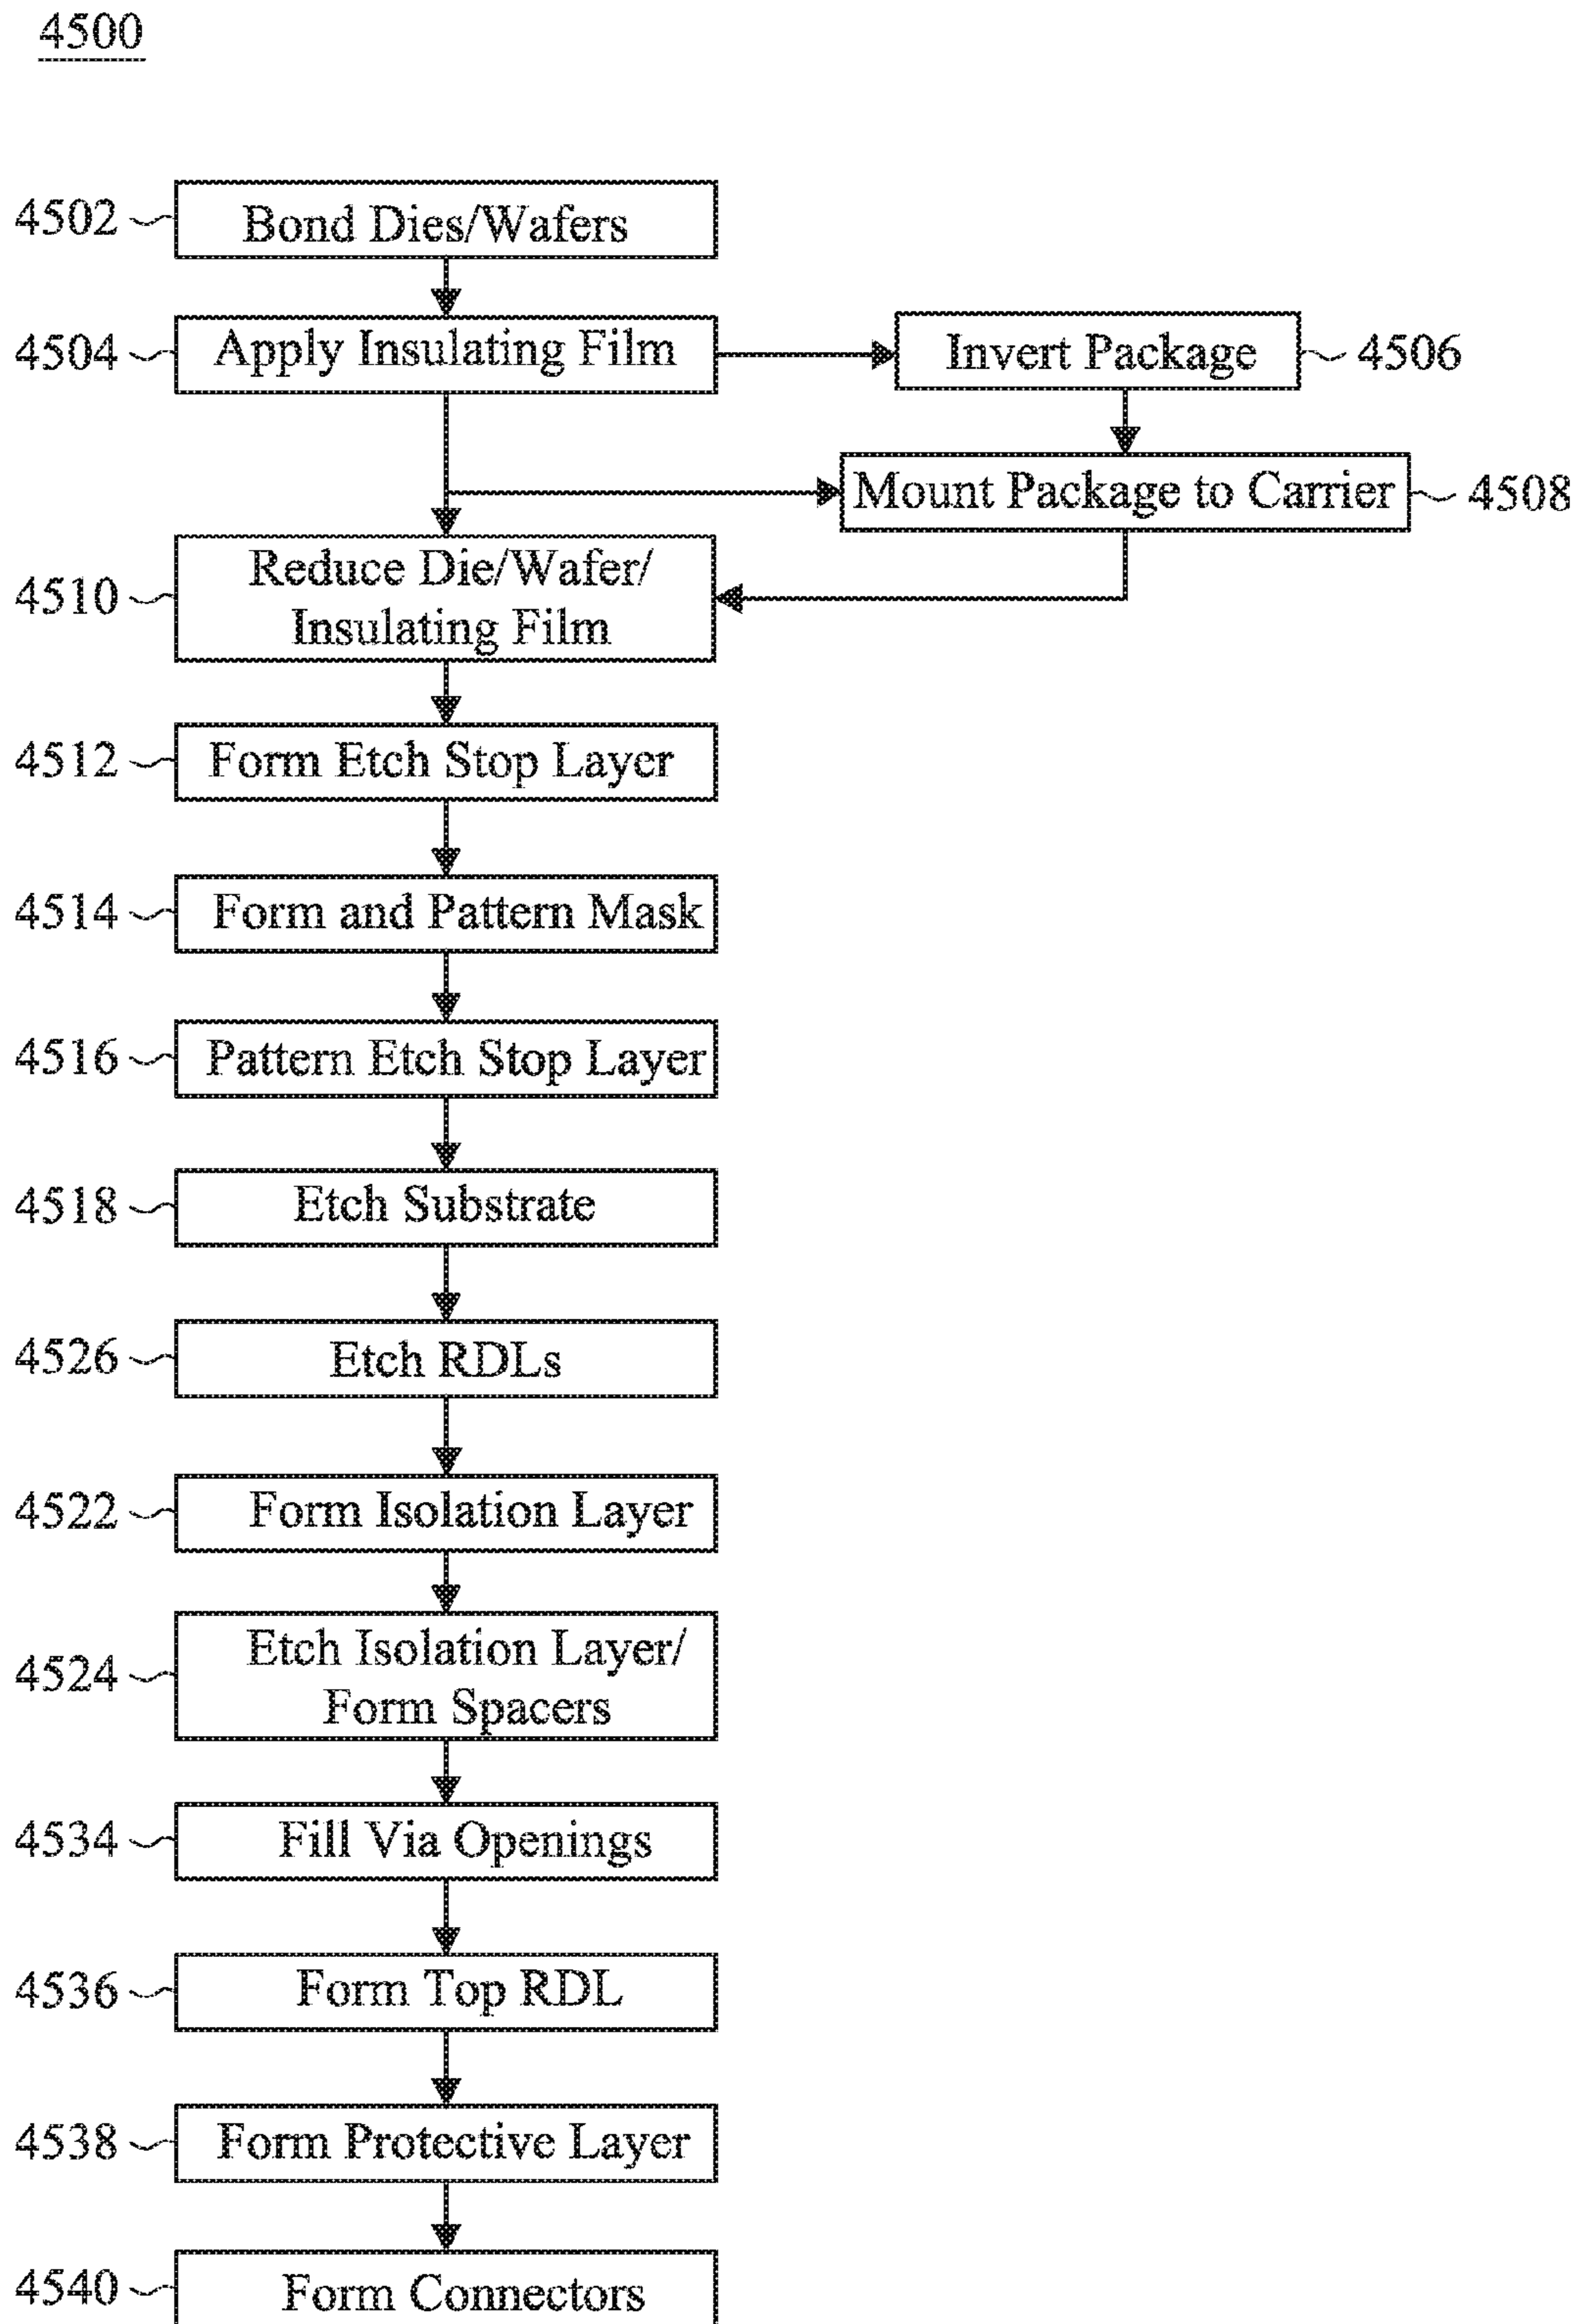 4500
4502
Bond Dies/Wafers
4504
Apply Insulating Film
Invert Package
4506
Mount Package to Carrier
4508
4510
Reduce Die/Wafer/
Insulating Film
4512
Form Etch Stop Layer
4514
Form and Pattern Mask
4516
Pattern Etch Stop Layer
4518
Etch Substrate
4526
Etch RDLs
4522
Form Isolation Layer
4524
Etch Isolation Layer/
Form Spacers
4534
Fill Via Openings
4536
Form Top RDL
4538
Form Protective Layer
4540
Form Connectors